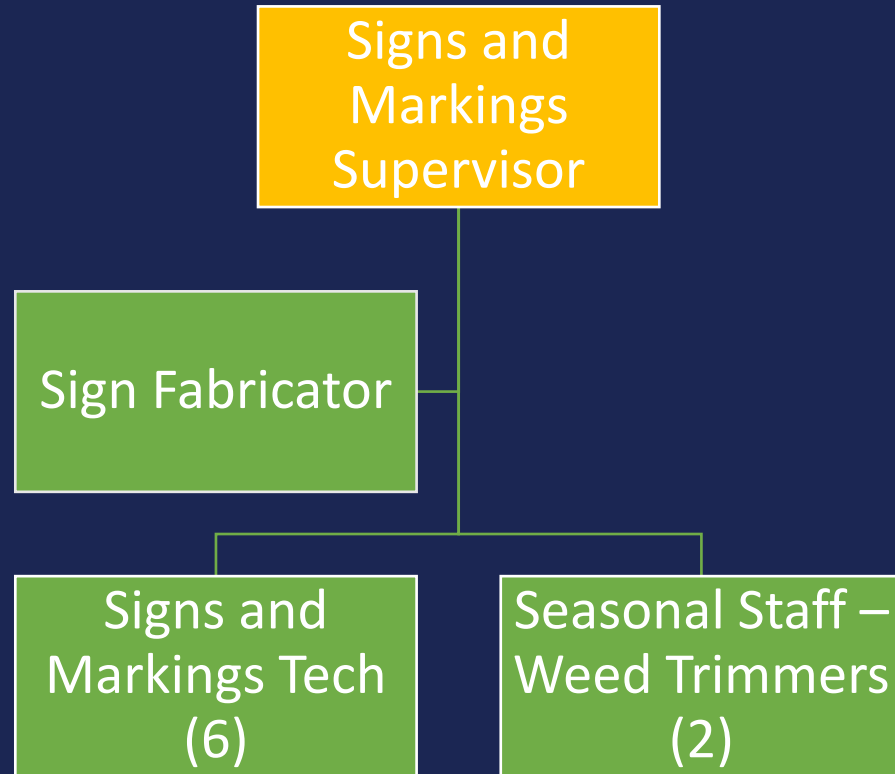 Signs and
Markings
Supervisor
Sign Fabricator
Signs and
Markings Tech
(6)
Seasonal Staff –
Weed Trimmers
(2)